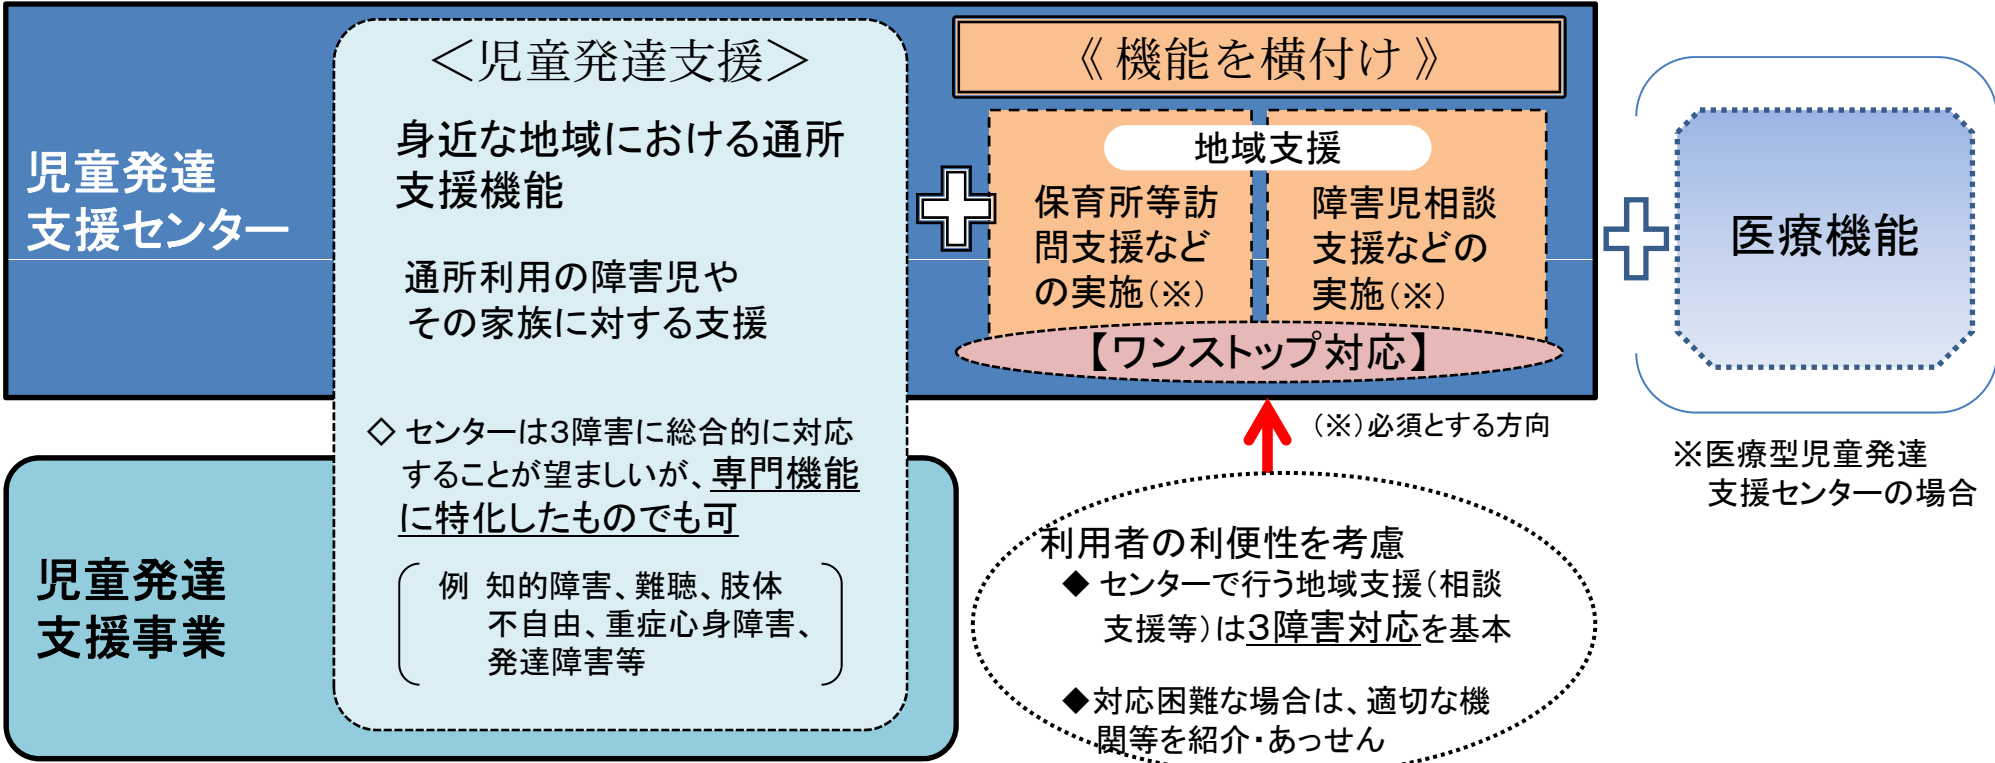 児童発達
支援センター
＜児童発達支援＞
身近な地域における通所
支援機能
通所利用の障害児や
その家族に対する支援
◇ センターは３障害に総合的に対応
することが望ましいが、専門機能
に特化したものでも可
例 知的障害、難聴、肢体
不自由、重症心身障害、
発達障害等
《 機能を横付け 》
地域支援
保育所等訪
問支援など
の実施（※）
障害児相談
支援などの
実施（※）
【ワンストップ対応】
（※）必須とする方向
医療機能
※医療型児童発達
支援センターの場合
児童発達
支援事業
利用者の利便性を考慮
◆ センターで行う地域支援（相談
支援等）は３障害対応を基本
◆対応困難な場合は、適切な機
関等を紹介・あっせん